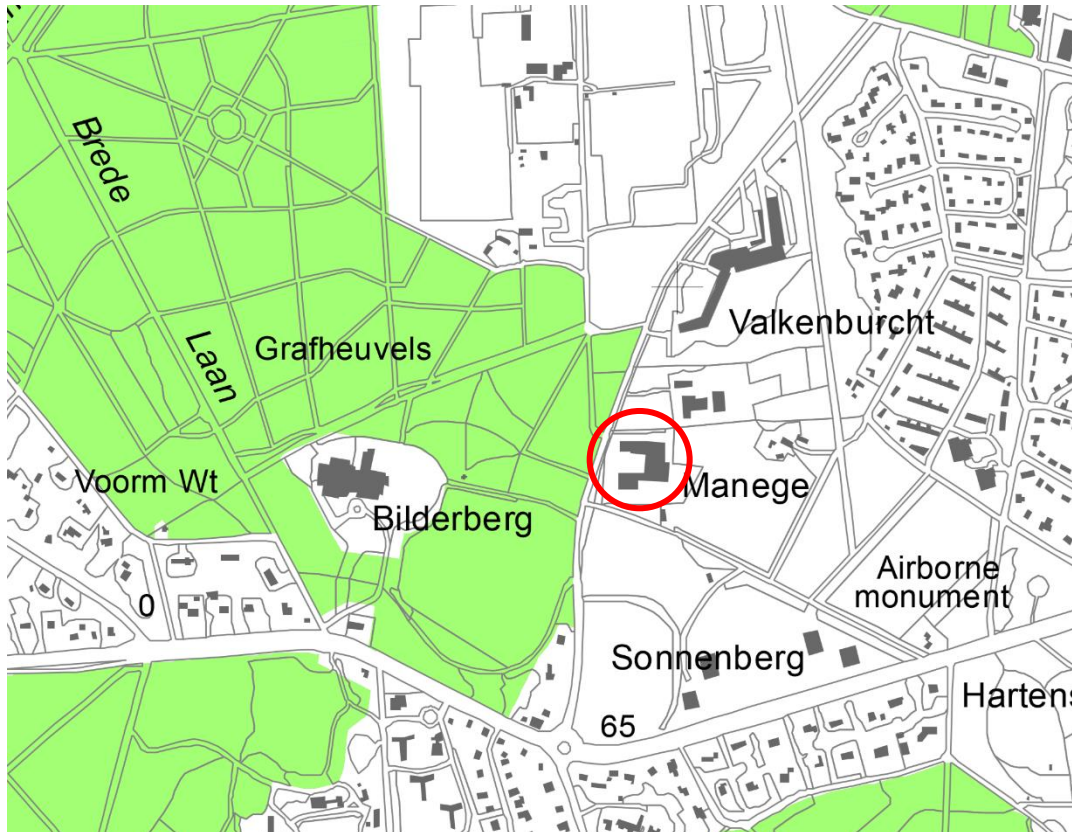 Brede
Laan
Grafheuvels
Valkenburcht
Voorm Wt
Bilderberg
Manege
Airborne
monument
0
Sonnenberg
65
Hartens